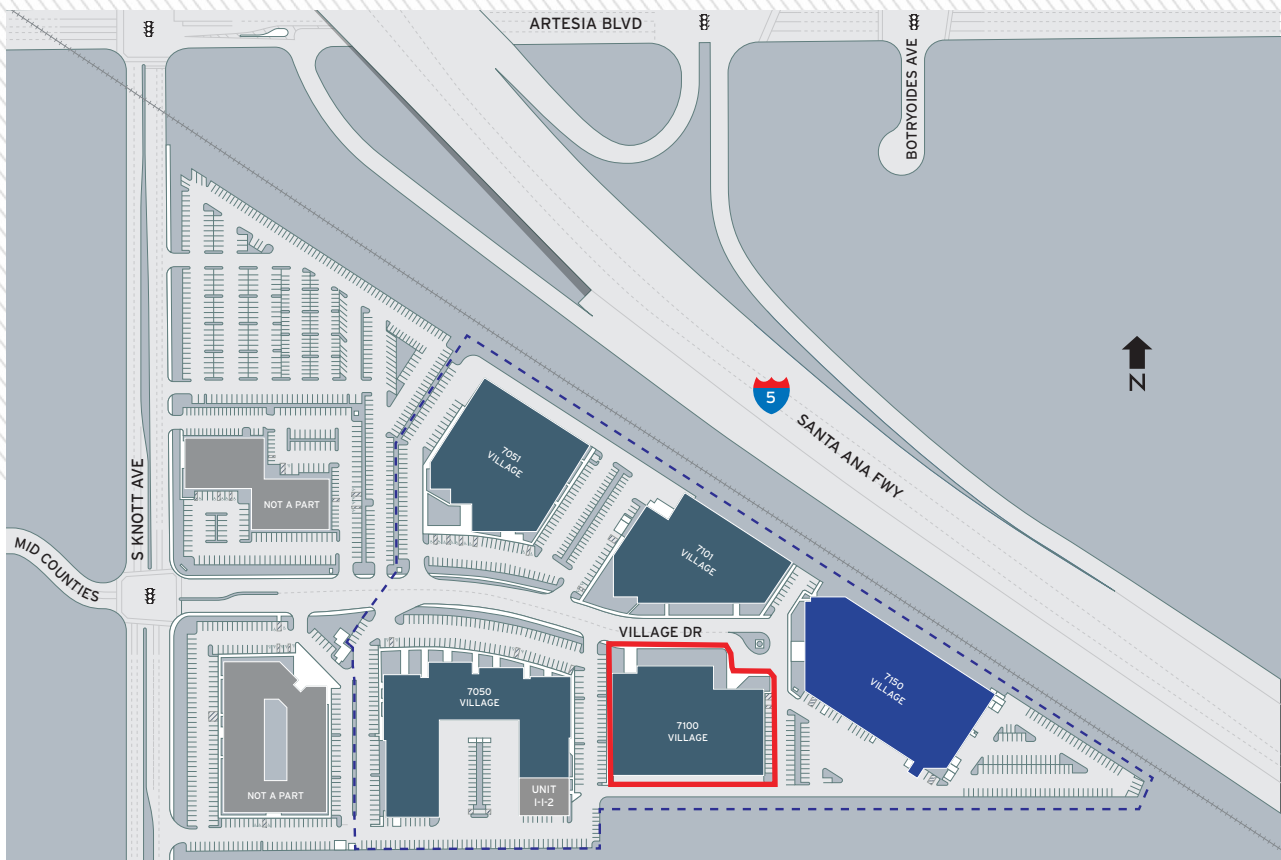 ARTESIA BLVD
BOTRYOIDES AVE
N
5
SANTA ANA FWY
7051
VILLAGE
S KNOTT AVE
NOT A PART
7101
VILLAGE
MID COUNTIES
VILLAGE DR
7150
VILLAGE
7050
VILLAGE
7100
VILLAGE
UNIT
1-1-2
NOT A PART